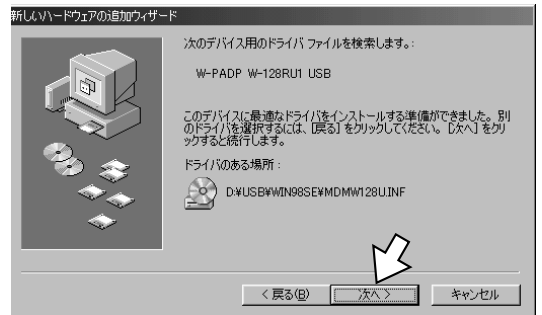 新しいハードウェアの追加ウィザード
次のデバイス用のドライバ ファイルを検索します。:
W-PADP W-128RU1 USB
このデバイスに最適なドライバをインストールする準備ができました。別
のドライバを選択するには、[戻る] をクリックしてください。[次へ] をクリ
ックすると続行します。
ドライバのある場所:
D:¥USB¥WIN98SE¥MDMW128U.INF
< 戻る(B)
次へ >
キャンセル